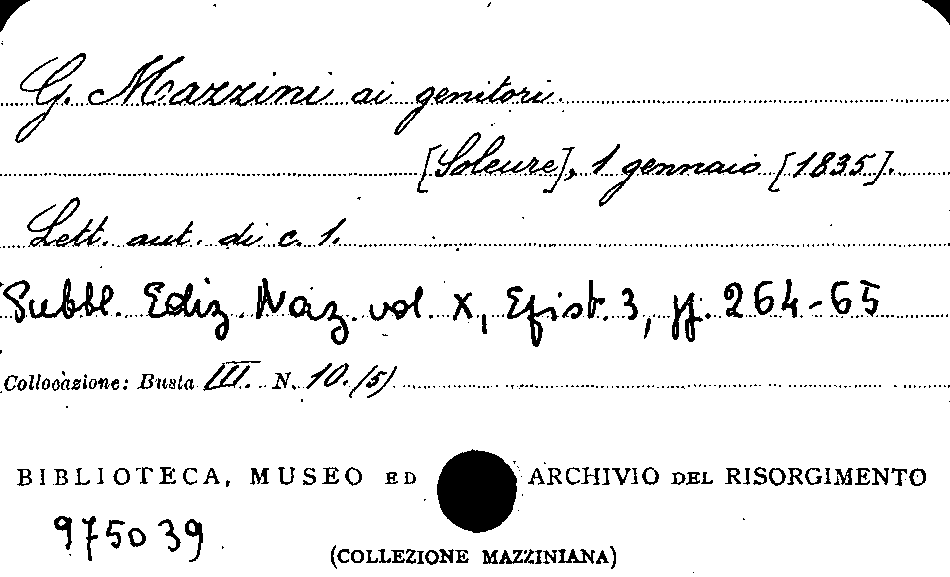 G. Mazzini ai genitori.
[Soleure], 1 gennaio [1835].
Lett. aut. di c. 1.
Pubbl. Ediz. Naz. vol. X, Epist. 3, pp. 264-65
Collocazione: Busta III. N. 10. (5)
BIBLIOTECA, MUSEO ED ARCHIVIO DEL RISORGIMENTO
975039
(COLLEZIONE MAZZINIANA)